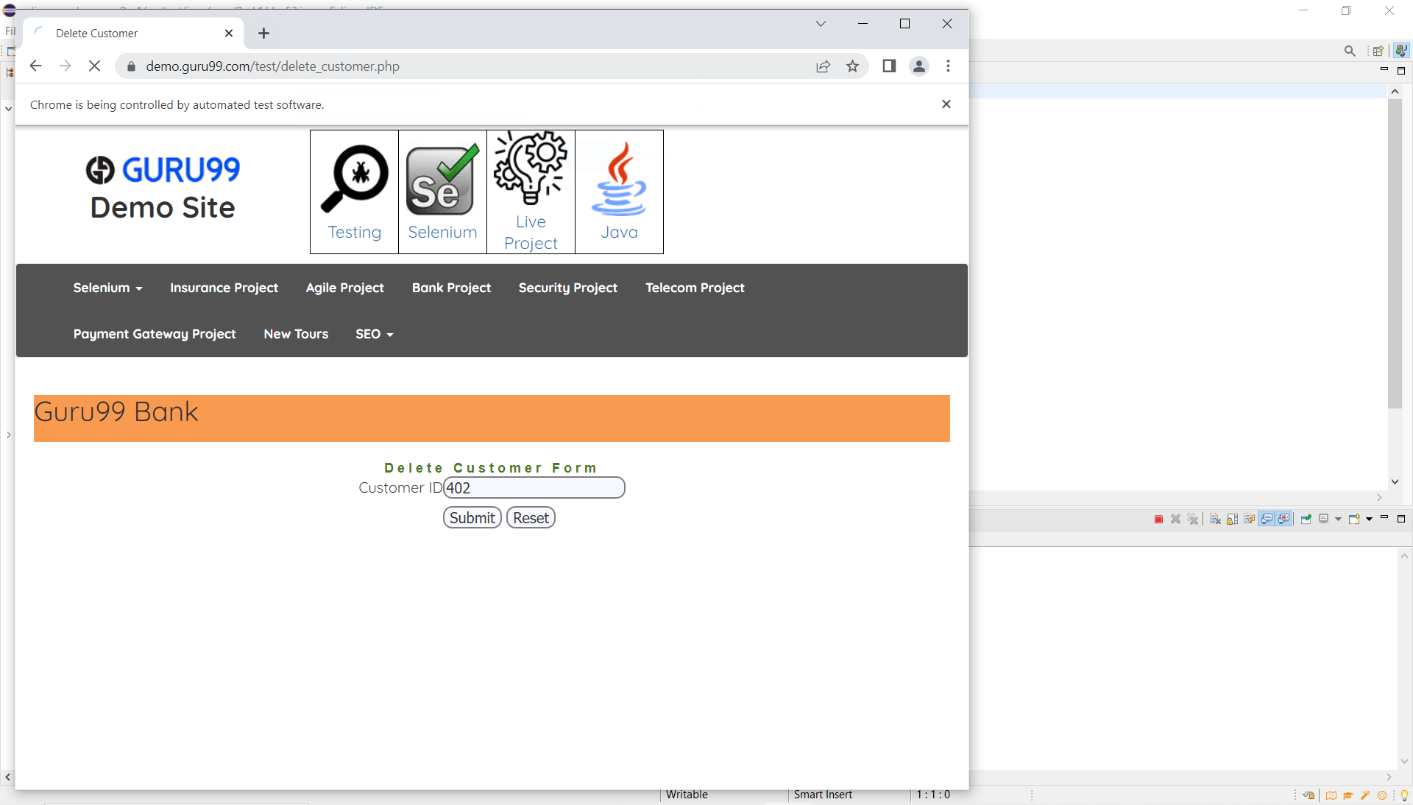 Delete Customer
demo.guru99.com/test/delete_customer.php
Chrome is being controlled by automated test software.
GURU99
Demo Site
Se
Testing
Selenium
Live
Project
Java
Selenium Insurance Project Agile Project Bank Project Security Project Telecom Project
Payment Gateway Project New Tours SEO
Guru99 Bank
Delete Customer Form
Customer ID 402
Submit Reset
Writable Smart Insert 1 : 1 : 0